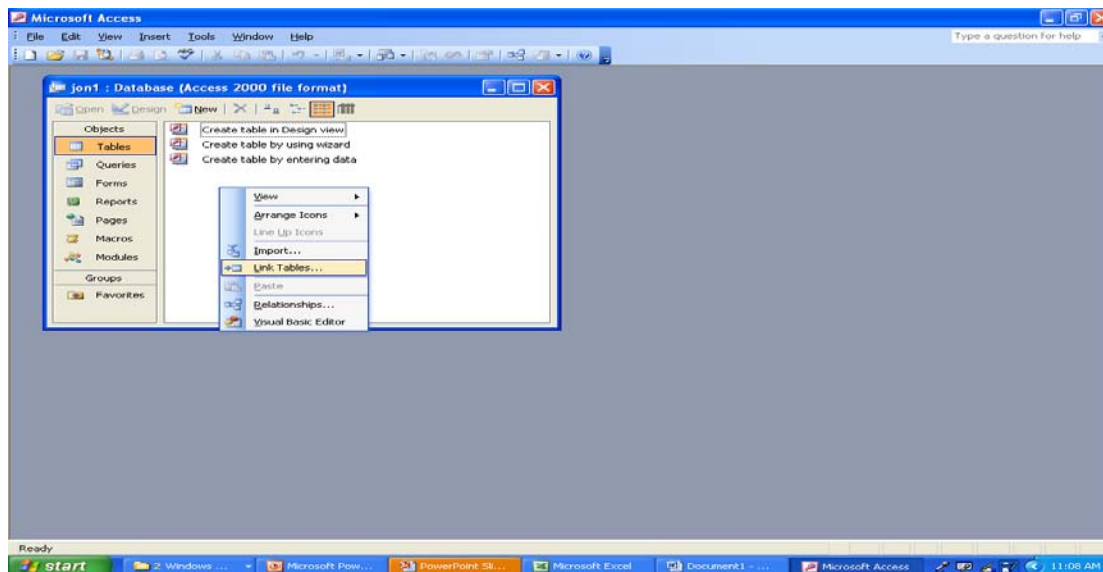 Microsoft Access
File Edit View Insert Tools Window Help
Type a question for help
jon1 : Database (Access 2000 file format)
Open Design New
Objects
Tables
Queries
Forms
Reports
Pages
Macros
Modules
Groups
Favorites
Create table in Design view
Create table by using wizard
Create table by entering data
View
Arrange Icons
Line Up Icons
Import...
Link Tables...
Paste
Relationships...
Visual Basic Editor
Ready
start 2 Windows ... Microsoft Pow... PowerPoint Sli... Microsoft Excel Document1 - ... Microsoft Access 11:08 AM